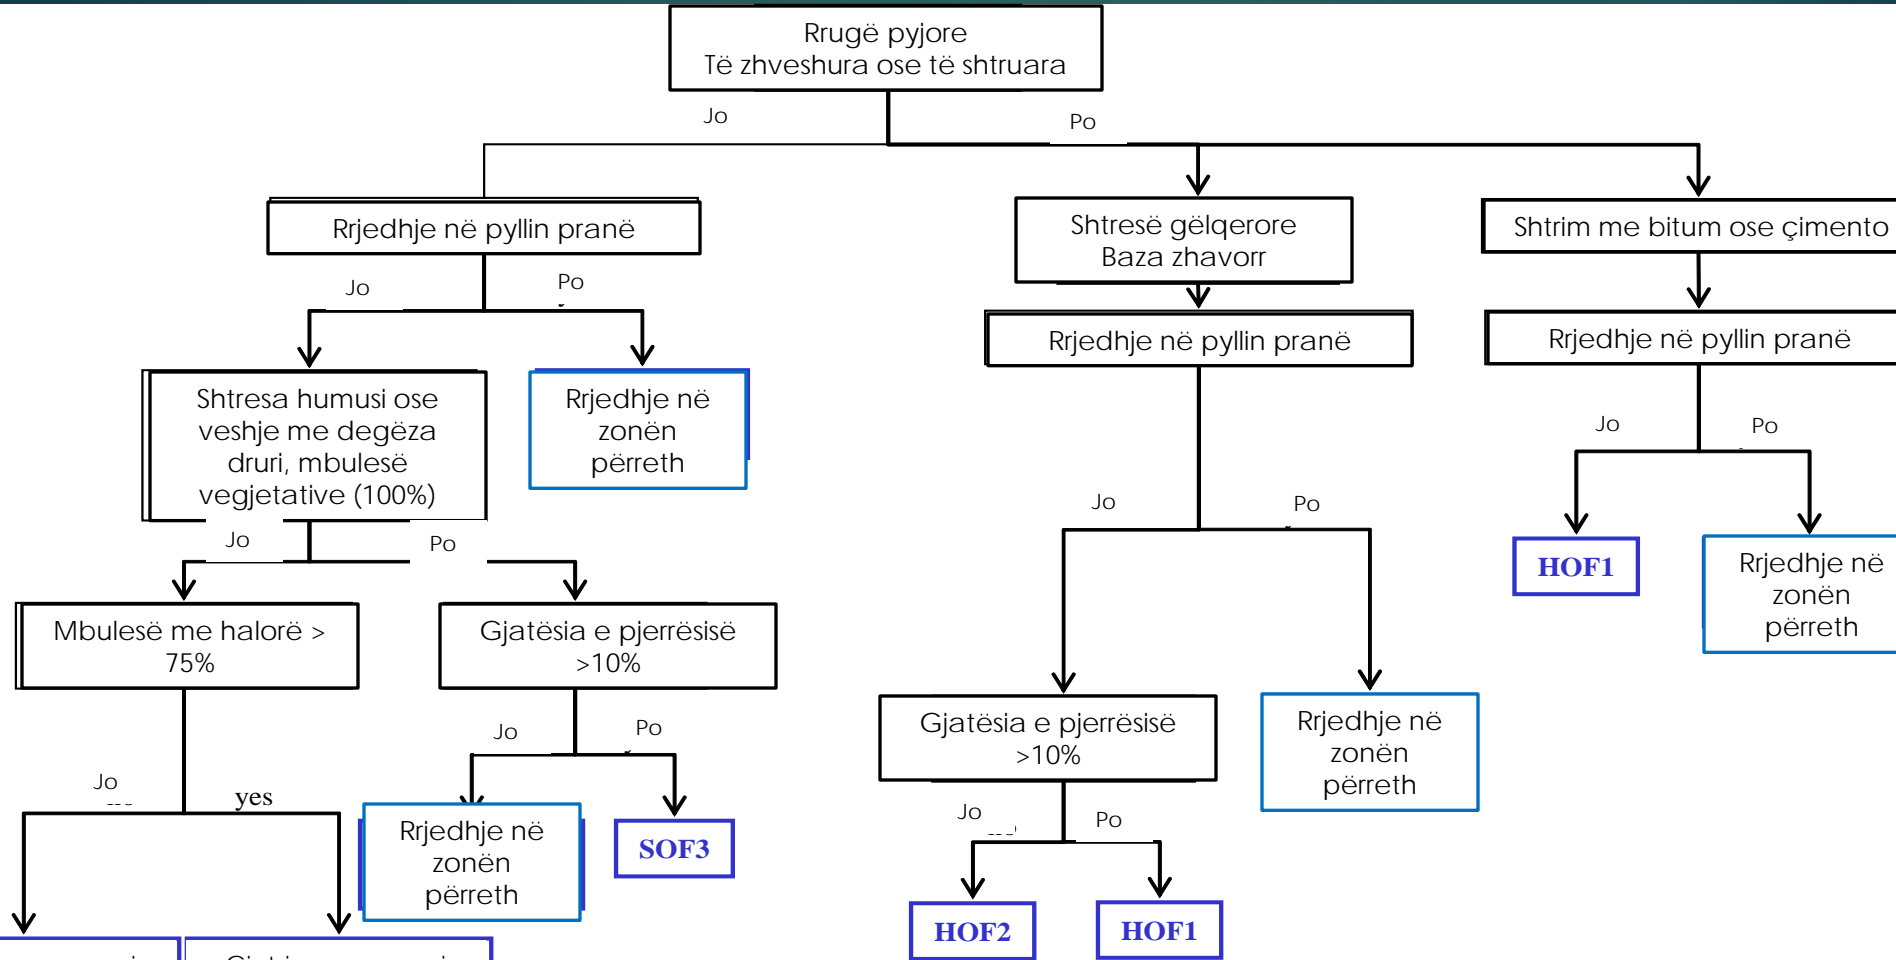 Rrugë pyjore
Të zhveshura ose të shtruara
Jo
Po
Rrjedhje në pyllin pranë
Shtresë gëlqerore
Baza zhavorr
Shtrim me bitum ose çimento
Jo
Po
Rrjedhje në pyllin pranë
Rrjedhje në pyllin pranë
Shtresa humusi ose
veshje me degëza
druri, mbulesë
vegjetative (100%)
Rrjedhje në
zonën
përreth
Jo
Po
Jo
Po
Jo
Po
HOF1
Rrjedhje në
zonën
përreth
Mbulesë me halorë >
75%
Gjatësia e pjerrësisë
>10%
Gjatësia e pjerrësisë
>10%
Rrjedhje në
zonën
përreth
Jo
Po
Jo
yes
Rrjedhje në
zonën
përreth
SOF3
Jo
Po
HOF2
HOF1